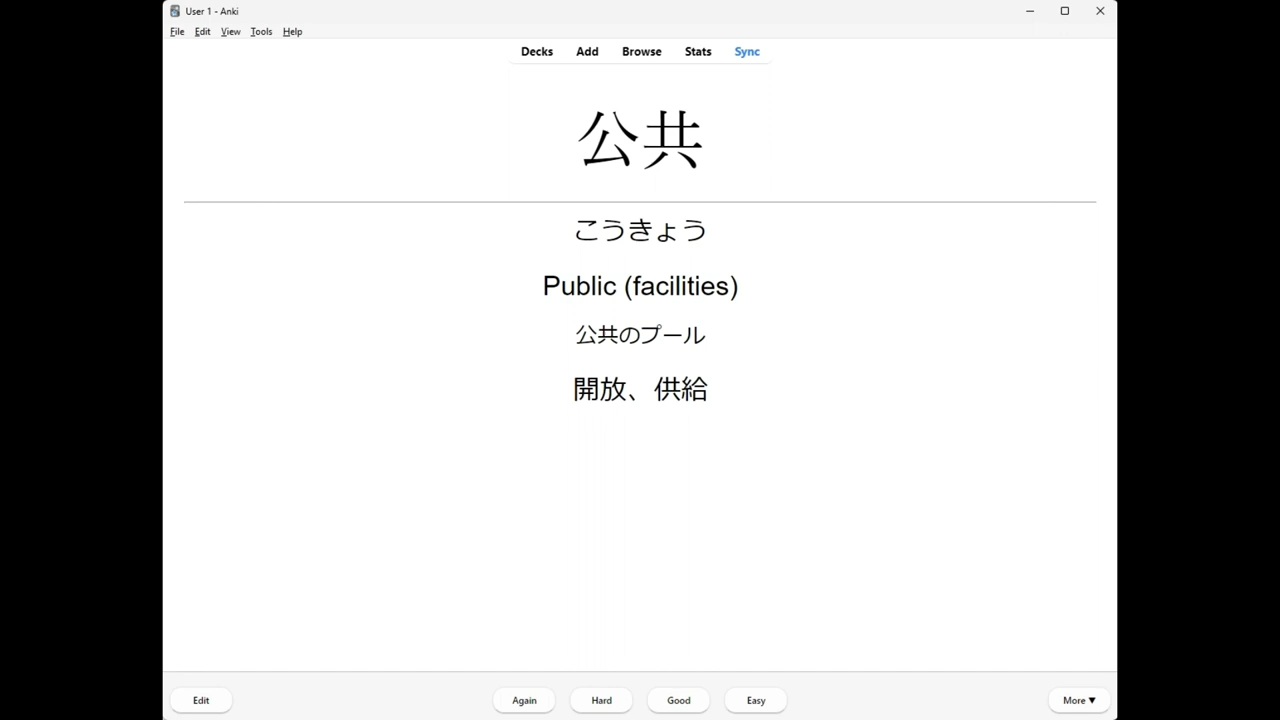 User 1 - Anki
File Edit View Tools Help
Decks Add Browse Stats Sync
公共
こうきょう
Public (facilities)
公共のプール
開放、供給
Edit Again Hard Good Easy More ▼